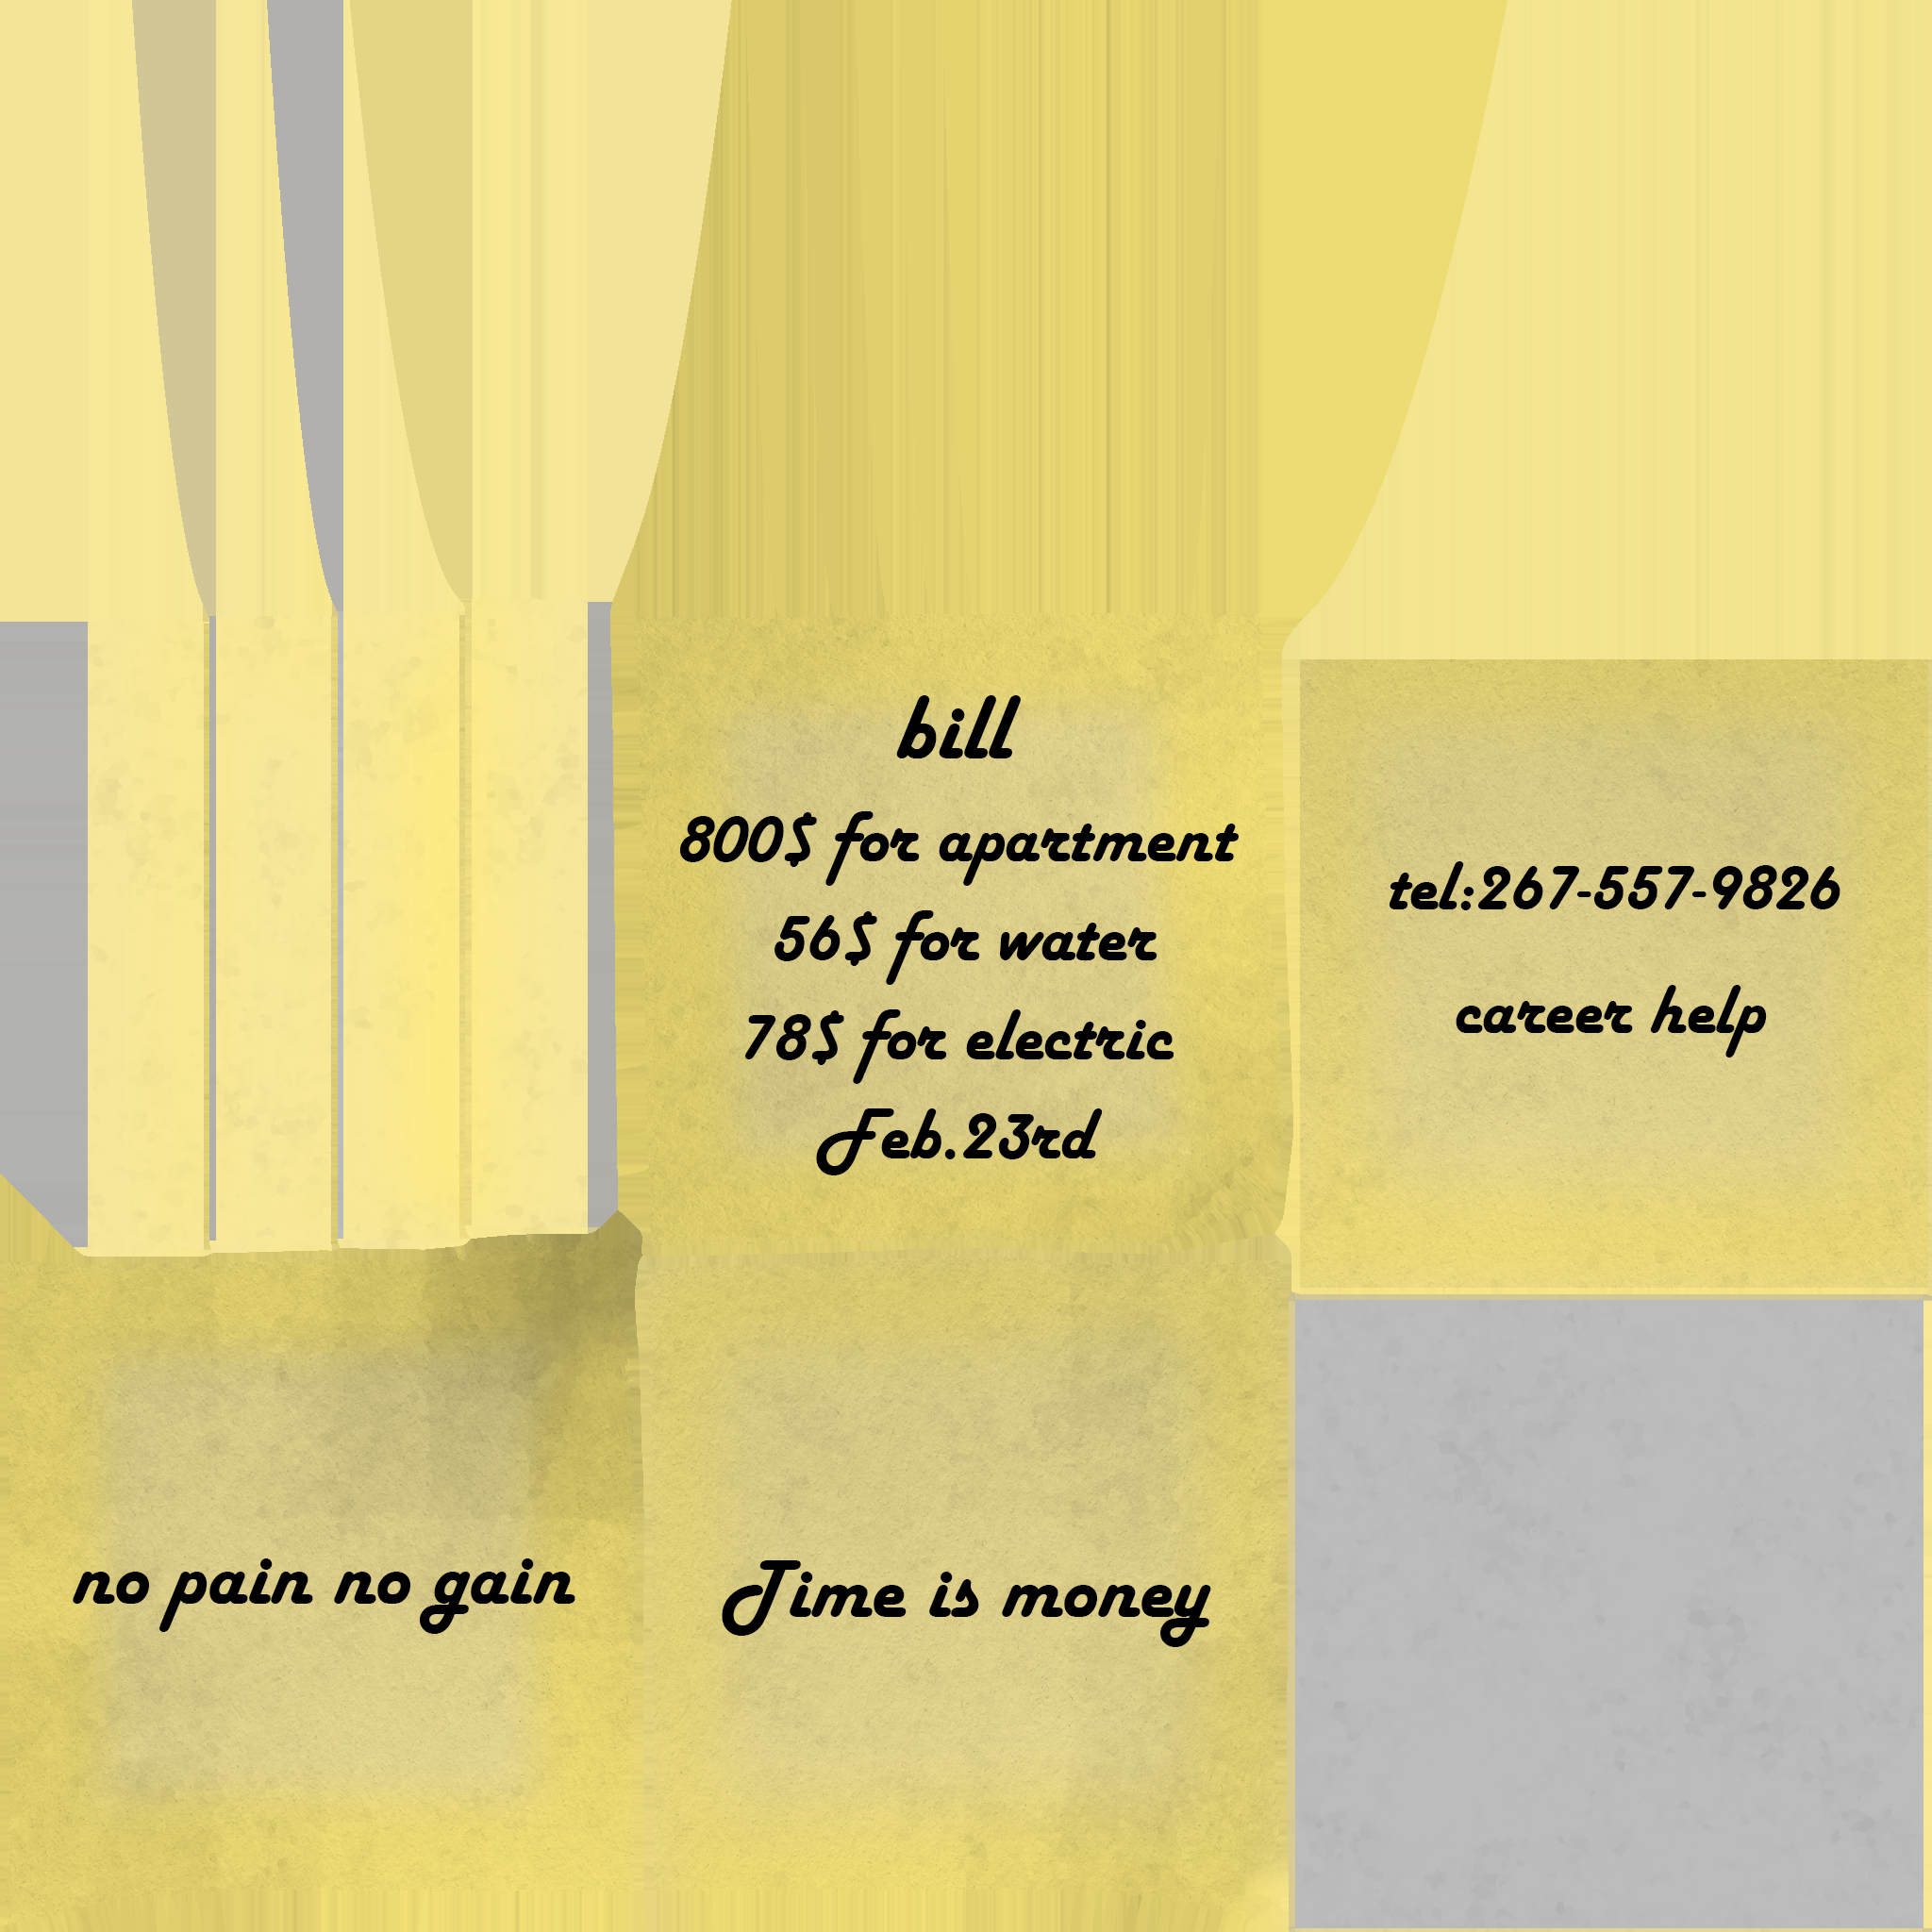 bill
800$ for apartment
56$ for water
78$ for electric
Feb.23rd
tel:267-557-9826
career help
no pain no gain
Time is money